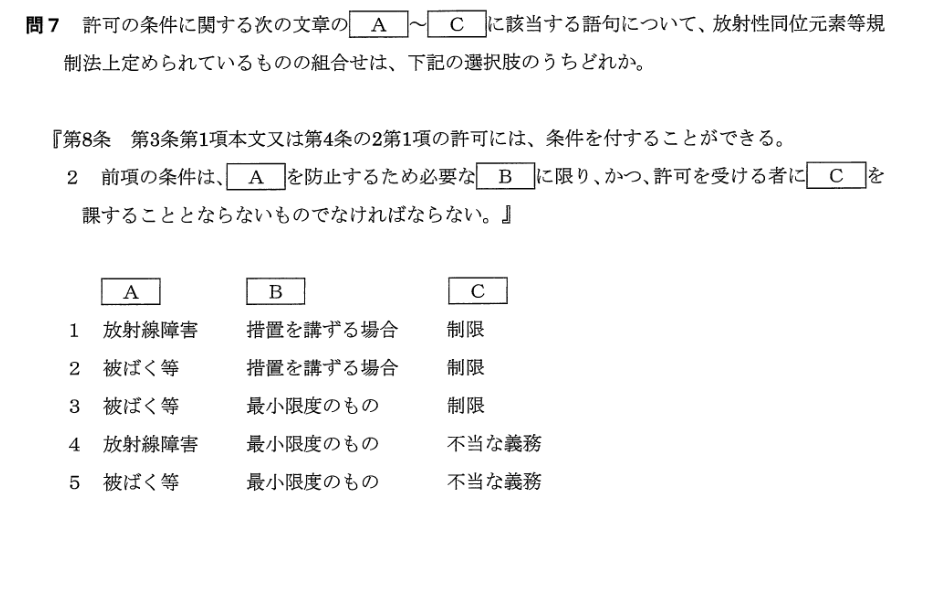 問7 許可の条件に関する次の文章の A ~ C に該当する語句について、放射性同位元素等規
制法上定められているものの組合せは、下記の選択肢のうちどれか。
『第8条 第3条第1項本文又は第4条の2第1項の許可には、条件を付することができる。
2 前項の条件は、 A を防止するため必要な B に限り、かつ、許可を受ける者に C を
課することとならないものでなければならない。』
A B C
1 放射線障害 措置を講ずる場合 制限
2 被ばく等 措置を講ずる場合 制限
3 被ばく等 最小限度のもの 制限
4 放射線障害 最小限度のもの 不当な義務
5 被ばく等 最小限度のもの 不当な義務